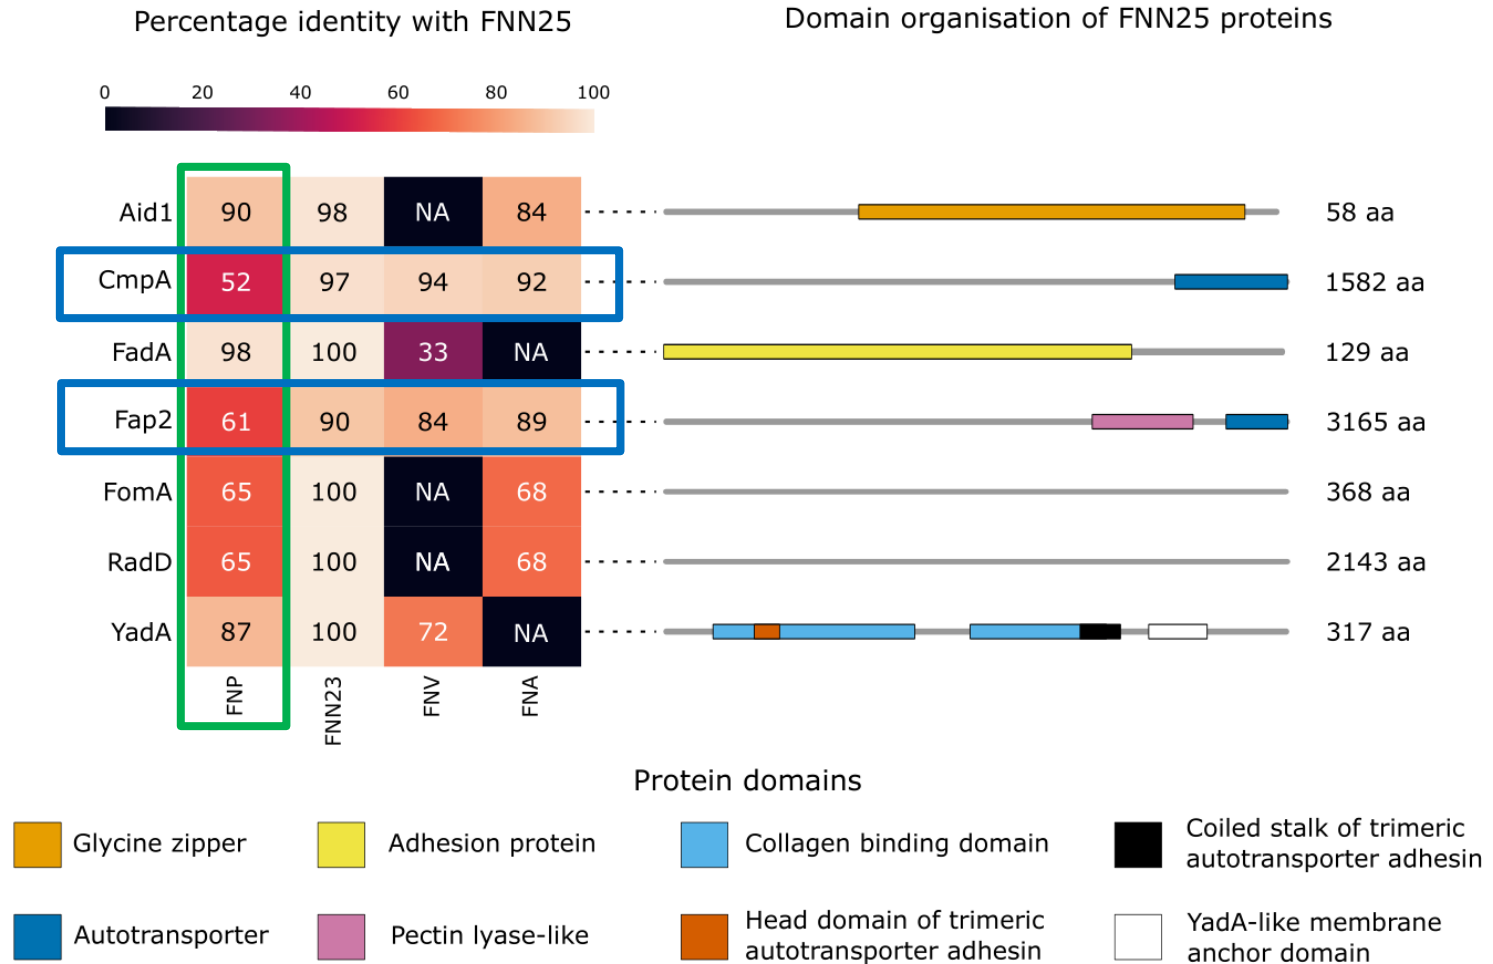 Percentage identity with FNN25
Domain organisation of FNN25 proteins
0 20 40 60 80 100
Aid1 90 98 NA 84 58 aa
CmpA 52 97 94 92 1582 aa
FadA 98 100 33 NA 129 aa
Fap2 61 90 84 89 3165 aa
FomA 65 100 NA 68 368 aa
RadD 65 100 NA 68 2143 aa
YadA 87 100 72 NA 317 aa
FNP FNN23 FNV FNA
Protein domains
Glycine zipper
Adhesion protein
Collagen binding domain
Coiled stalk of trimeric
autotransporter adhesin
Autotransporter
Pectin lyase-like
Head domain of trimeric
autotransporter adhesin
YadA-like membrane
anchor domain